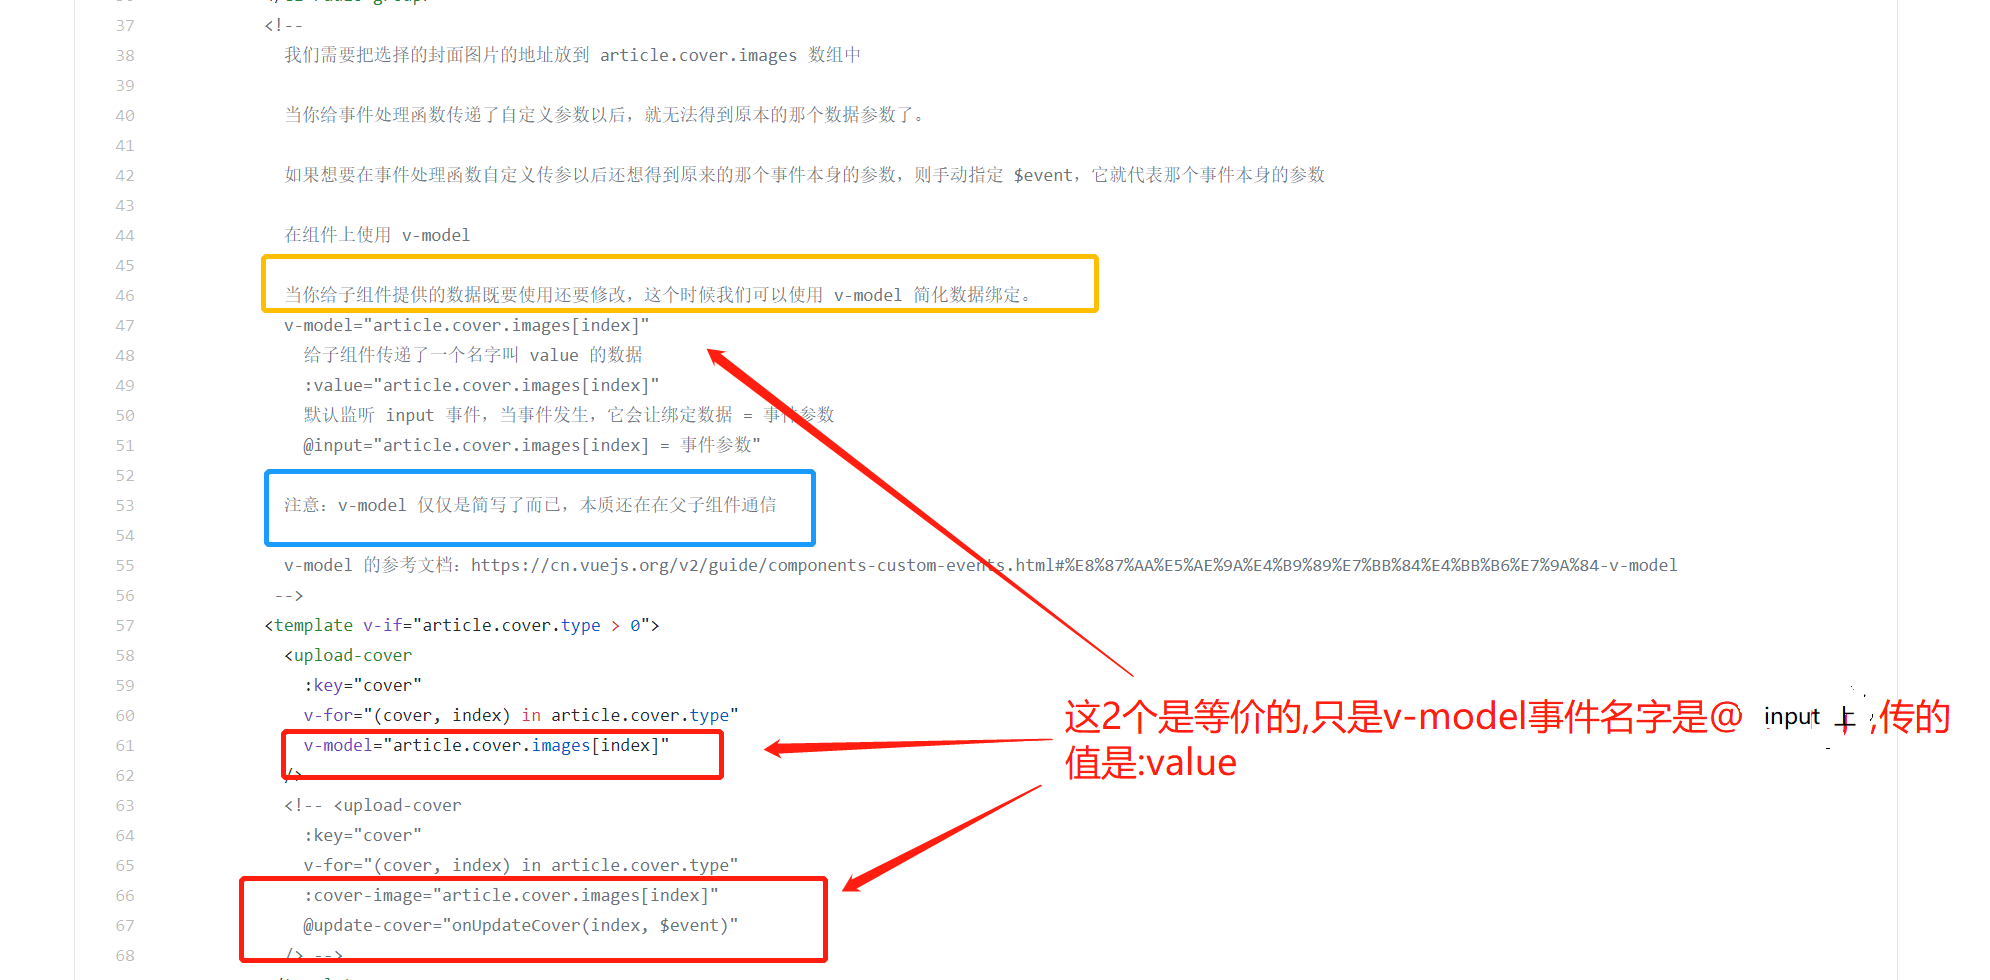 37 <!--
38 我们需要把选择的封面图片的地址放到 article.cover.images 数组中
39
40 当你给事件处理函数传递了自定义参数以后，就无法得到原本的那个数据参数了。
41
42 如果想要在事件处理函数自定义传参以后还想得到原来的那个事件本身的参数，则手动指定 $event，它就代表那个事件本身的参数
43
44 在组件上使用 v-model
45
46 当你给子组件提供的数据既要使用还要修改，这个时候我们可以使用 v-model 简化数据绑定。
47 v-model="article.cover.images[index]"
48 给子组件传递了一个名字叫 value 的数据
49 :value="article.cover.images[index]"
50 默认监听 input 事件，当事件发生，它会让绑定数据 = 事件参数
51 @input="article.cover.images[index] = 事件参数"
52
53 注意：v-model 仅仅是简写了而已，本质还在在父子组件通信
54
55 v-model 的参考文档：https://cn.vuejs.org/v2/guide/components-custom-events.html#%E8%87%AA%E5%AE%9A%E4%B9%89%E7%BB%84%E4%BB%B6%E7%9A%84-v-model
56 -->
57 <template v-if="article.cover.type > 0">
58 <upload-cover
59 :key="cover"
60 v-for="(cover, index) in article.cover.type"
61 v-model="article.cover.images[index]"
62 />
63 <!-- <upload-cover
64 :key="cover"
65 v-for="(cover, index) in article.cover.type"
66 :cover-image="article.cover.images[index]"
67 @update-cover="onUpdateCover(index, $event)"
68 /> -->
这2个是等价的,只是v-model事件名字是@ input 上,传的
值是:value